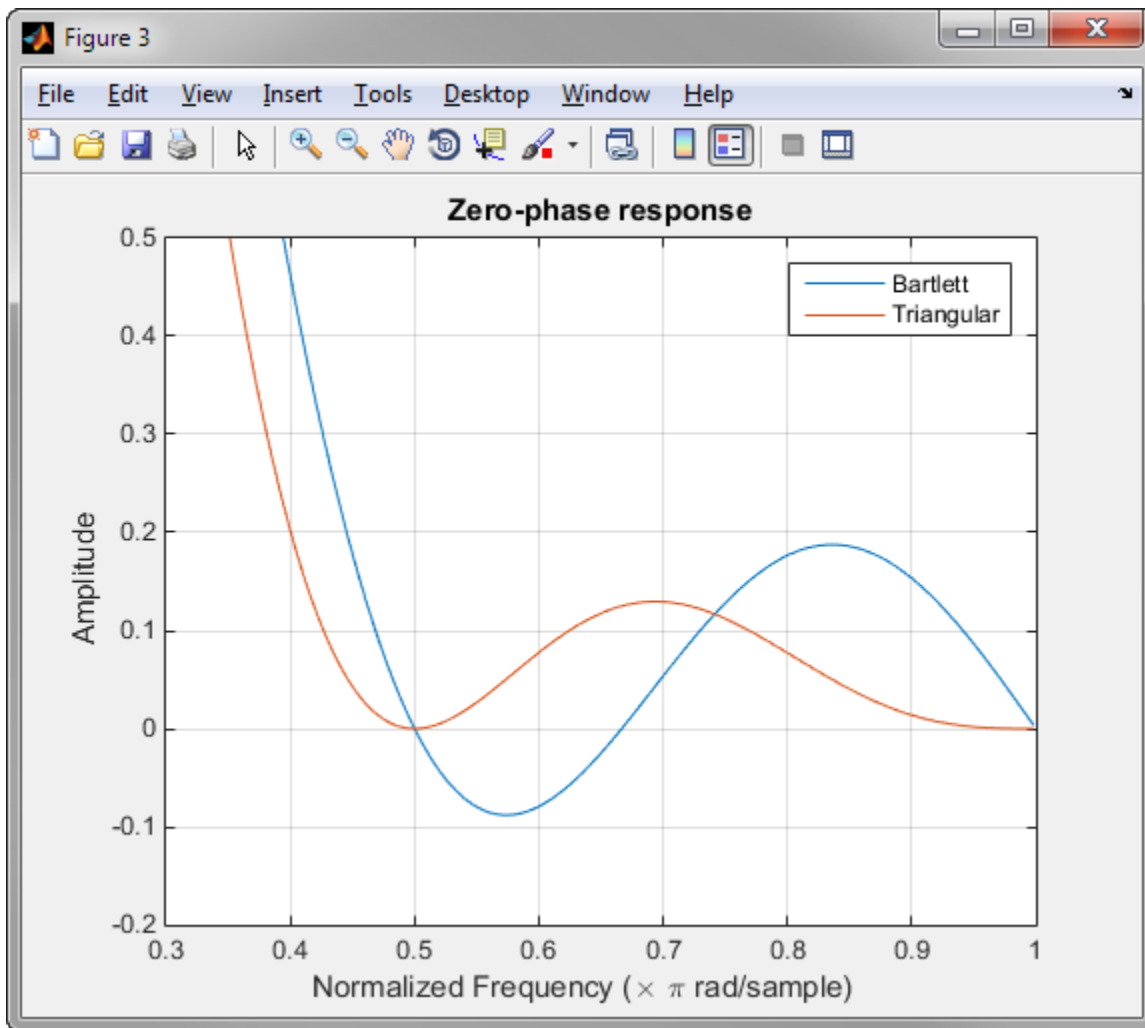 Figure 3
File Edit View Insert Tools Desktop Window Help
Zero-phase response
0.5
0.4
0.3
0.2
0.1
0
-0.1
-0.2
Amplitude
Bartlett
Triangular
0.3 0.4 0.5 0.6 0.7 0.8 0.9 1
Normalized Frequency (× π rad/sample)